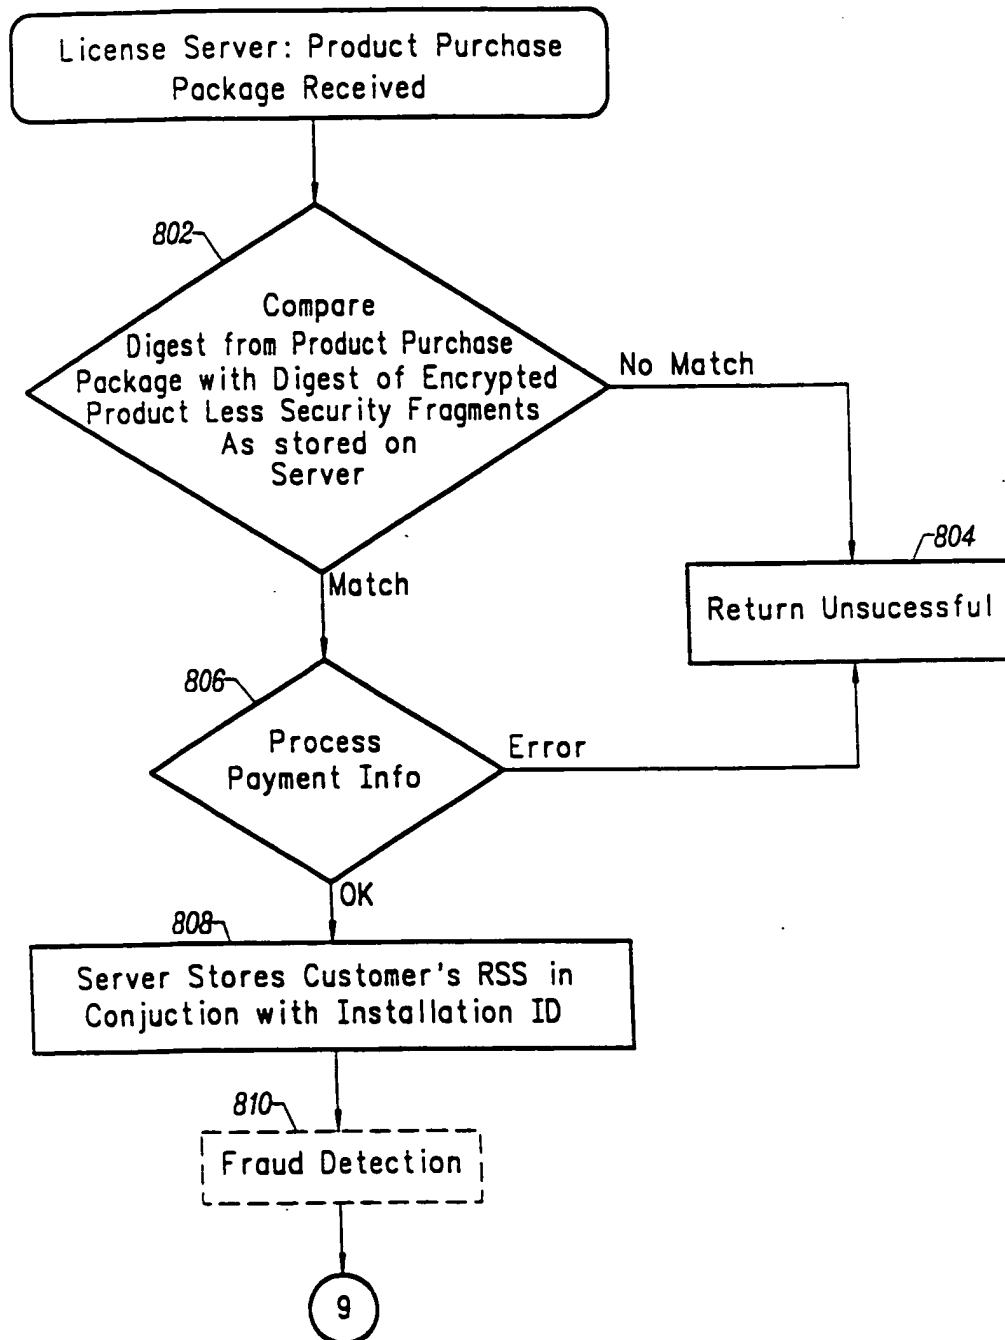 License Server: Product Purchase
Package Received
802
Compare
Digest from Product Purchase
Package with Digest of Encrypted
Product Less Security Fragments
As stored on
Server
No Match
804
Return Unsucessful
Match
806
Process
Payment Info
Error
OK
808
Server Stores Customer's RSS in
Conjuction with Installation ID
810
Fraud Detection
9